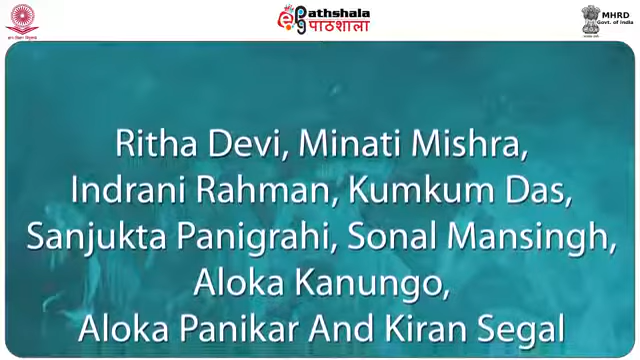 Pathshala
पाठशाला
MHRD
Govt. of India
Ritha Devi, Minati Mishra,
Indrani Rahman, Kumkum Das,
Sanjukta Panigrahi, Sonal Mansingh,
Aloka Kanungo,
Aloka Panikar And Kiran Segal